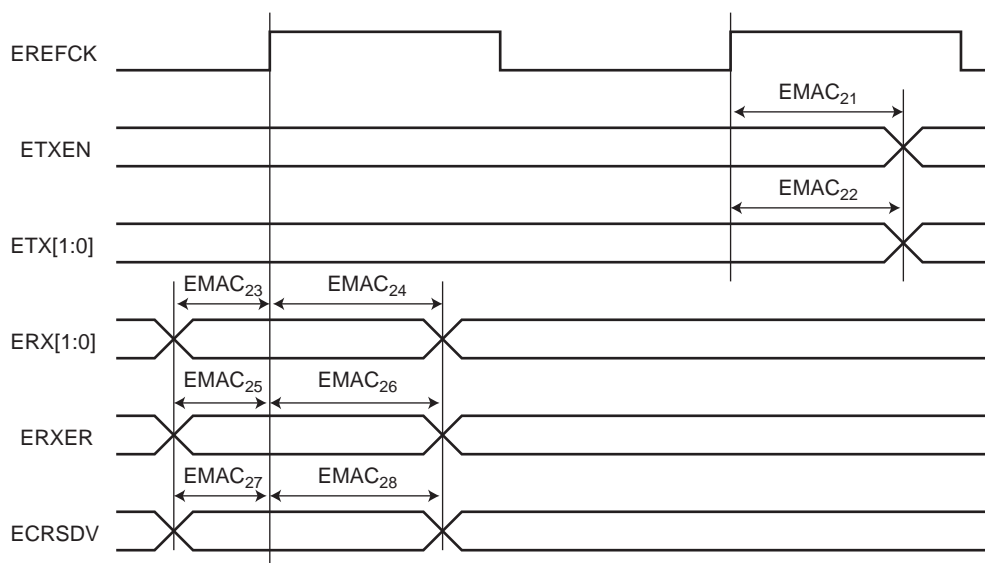 EREFCK
EMAC21
ETXEN
EMAC22
ETX[1:0]
EMAC23 EMAC24
ERX[1:0]
EMAC25 EMAC26
ERXER
EMAC27 EMAC28
ECRSDV